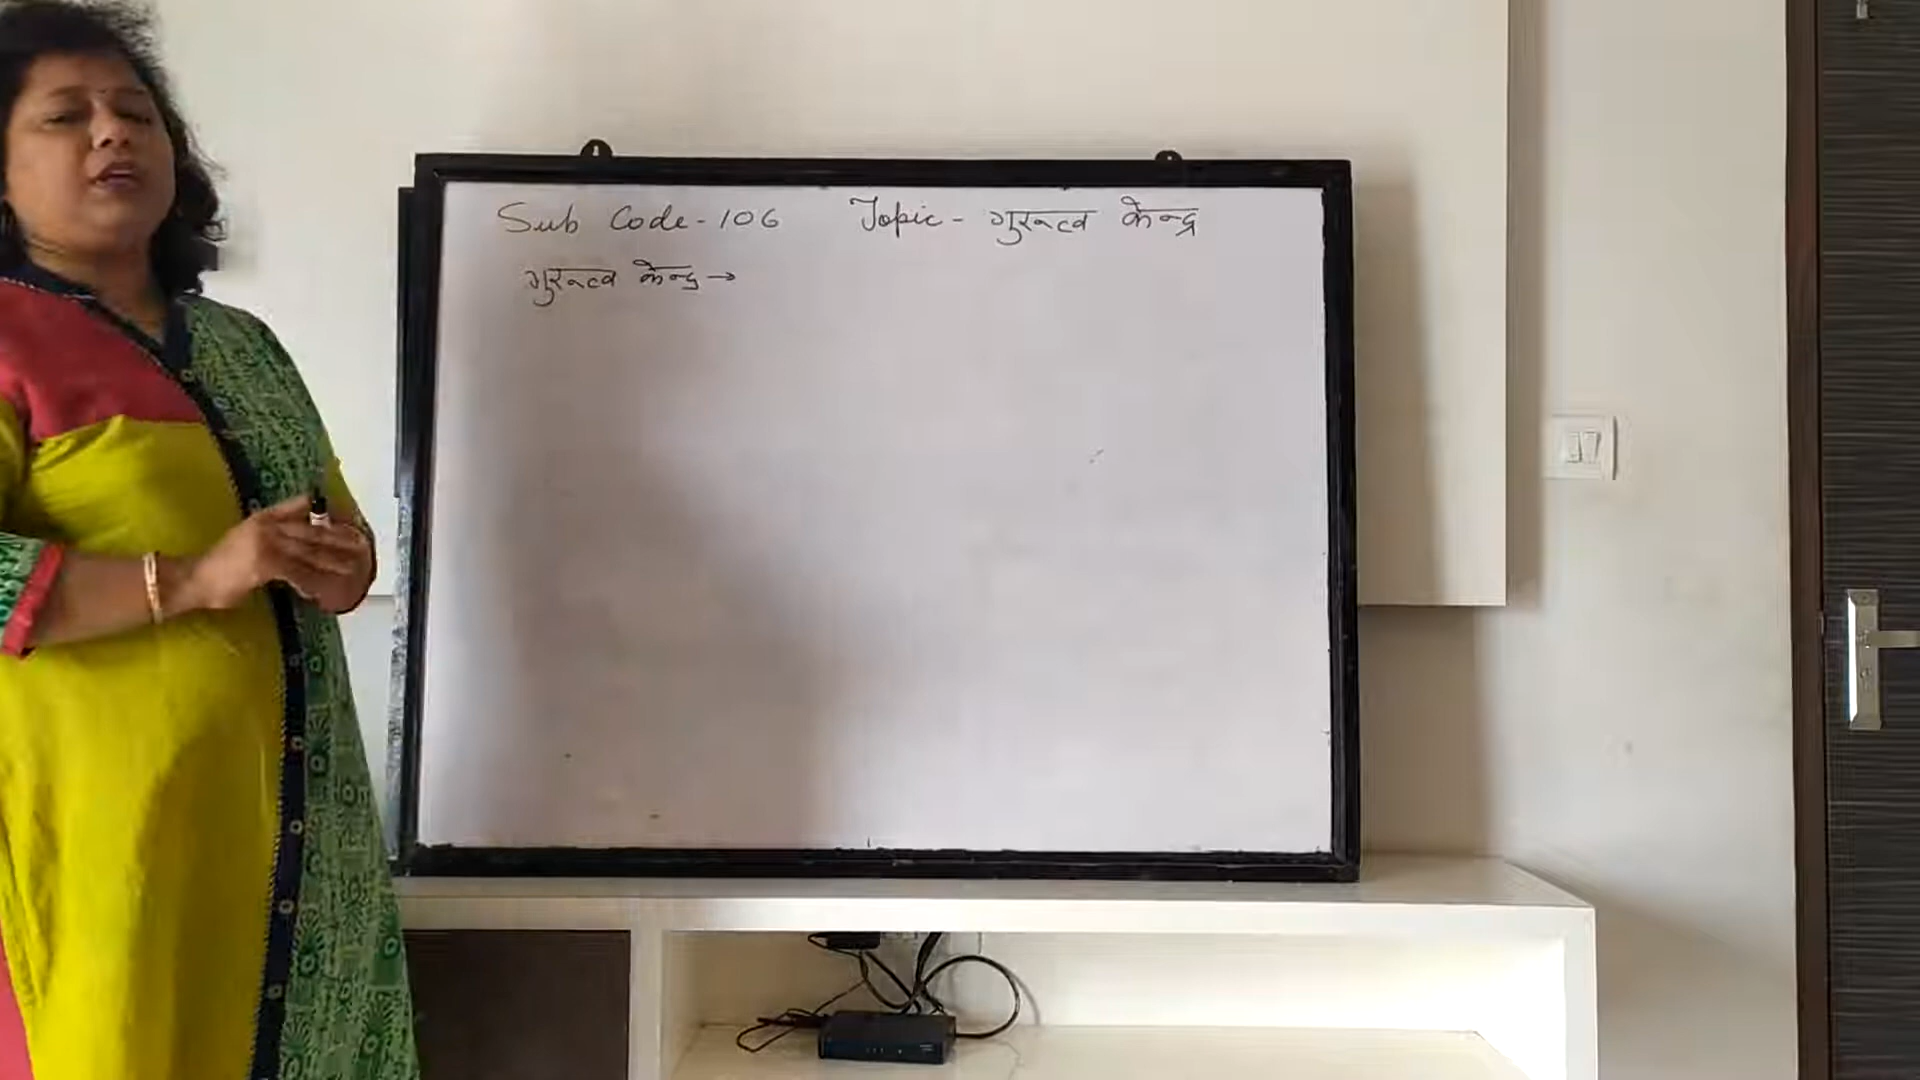 Sub Code-106 Topic- गुरुत्व केन्द्र
गुरुत्व केन्द्र →